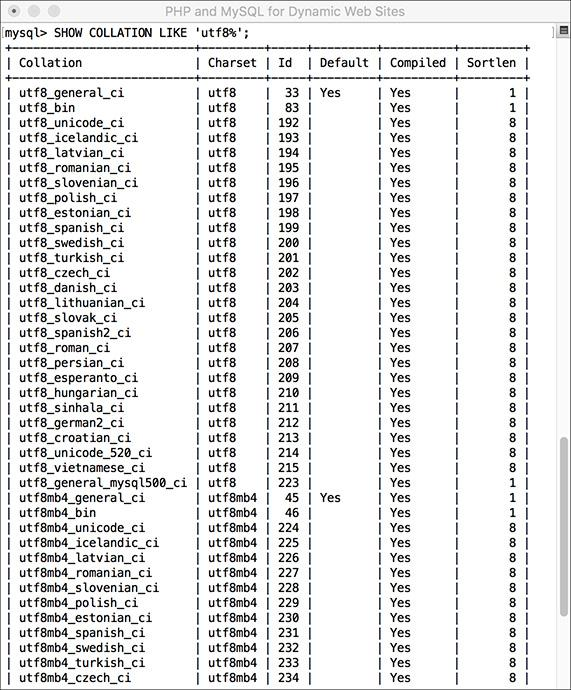 PHP and MySQL for Dynamic Web Sites
[mysql> SHOW COLLATION LIKE 'utf8%'; ]
+--------------------------+---------+-----+---------+----------+---------+
| Collation | Charset | Id | Default | Compiled | Sortlen |
+--------------------------+---------+-----+---------+----------+---------+
| utf8_general_ci | utf8 | 33 | Yes | Yes | 1 |
| utf8_bin | utf8 | 83 | | Yes | 1 |
| utf8_unicode_ci | utf8 | 192 | | Yes | 8 |
| utf8_icelandic_ci | utf8 | 193 | | Yes | 8 |
| utf8_latvian_ci | utf8 | 194 | | Yes | 8 |
| utf8_romanian_ci | utf8 | 195 | | Yes | 8 |
| utf8_slovenian_ci | utf8 | 196 | | Yes | 8 |
| utf8_polish_ci | utf8 | 197 | | Yes | 8 |
| utf8_estonian_ci | utf8 | 198 | | Yes | 8 |
| utf8_spanish_ci | utf8 | 199 | | Yes | 8 |
| utf8_swedish_ci | utf8 | 200 | | Yes | 8 |
| utf8_turkish_ci | utf8 | 201 | | Yes | 8 |
| utf8_czech_ci | utf8 | 202 | | Yes | 8 |
| utf8_danish_ci | utf8 | 203 | | Yes | 8 |
| utf8_lithuanian_ci | utf8 | 204 | | Yes | 8 |
| utf8_slovak_ci | utf8 | 205 | | Yes | 8 |
| utf8_spanish2_ci | utf8 | 206 | | Yes | 8 |
| utf8_roman_ci | utf8 | 207 | | Yes | 8 |
| utf8_persian_ci | utf8 | 208 | | Yes | 8 |
| utf8_esperanto_ci | utf8 | 209 | | Yes | 8 |
| utf8_hungarian_ci | utf8 | 210 | | Yes | 8 |
| utf8_sinhala_ci | utf8 | 211 | | Yes | 8 |
| utf8_german2_ci | utf8 | 212 | | Yes | 8 |
| utf8_croatian_ci | utf8 | 213 | | Yes | 8 |
| utf8_unicode_520_ci | utf8 | 214 | | Yes | 8 |
| utf8_vietnamese_ci | utf8 | 215 | | Yes | 8 |
| utf8_general_mysql500_ci | utf8 | 223 | | Yes | 1 |
| utf8mb4_general_ci | utf8mb4 | 45 | Yes | Yes | 1 |
| utf8mb4_bin | utf8mb4 | 46 | | Yes | 1 |
| utf8mb4_unicode_ci | utf8mb4 | 224 | | Yes | 8 |
| utf8mb4_icelandic_ci | utf8mb4 | 225 | | Yes | 8 |
| utf8mb4_latvian_ci | utf8mb4 | 226 | | Yes | 8 |
| utf8mb4_romanian_ci | utf8mb4 | 227 | | Yes | 8 |
| utf8mb4_slovenian_ci | utf8mb4 | 228 | | Yes | 8 |
| utf8mb4_polish_ci | utf8mb4 | 229 | | Yes | 8 |
| utf8mb4_estonian_ci | utf8mb4 | 230 | | Yes | 8 |
| utf8mb4_spanish_ci | utf8mb4 | 231 | | Yes | 8 |
| utf8mb4_swedish_ci | utf8mb4 | 232 | | Yes | 8 |
| utf8mb4_turkish_ci | utf8mb4 | 233 | | Yes | 8 |
| utf8mb4_czech_ci | utf8mb4 | 234 | | Yes | 8 |